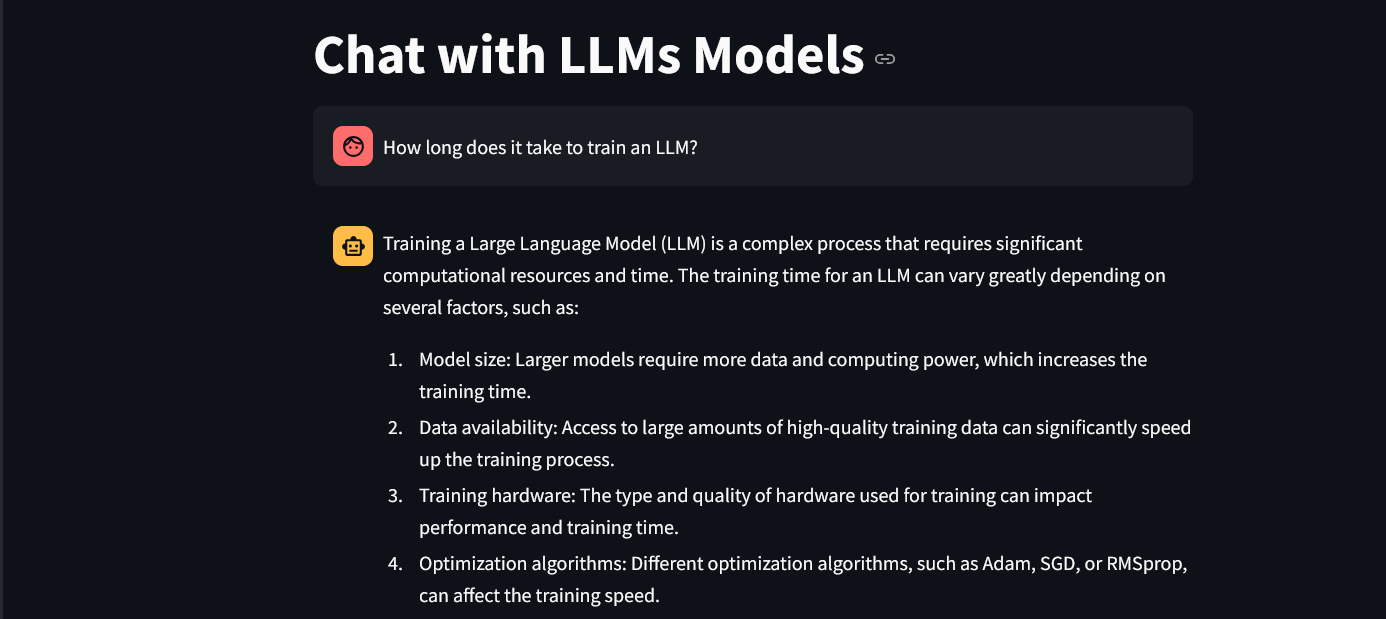 Chat with LLMs Models
How long does it take to train an LLM?
Training a Large Language Model (LLM) is a complex process that requires significant
computational resources and time. The training time for an LLM can vary greatly depending on
several factors, such as:
1. Model size: Larger models require more data and computing power, which increases the
training time.
2. Data availability: Access to large amounts of high-quality training data can significantly speed
up the training process.
3. Training hardware: The type and quality of hardware used for training can impact
performance and training time.
4. Optimization algorithms: Different optimization algorithms, such as Adam, SGD, or RMSprop,
can affect the training speed.